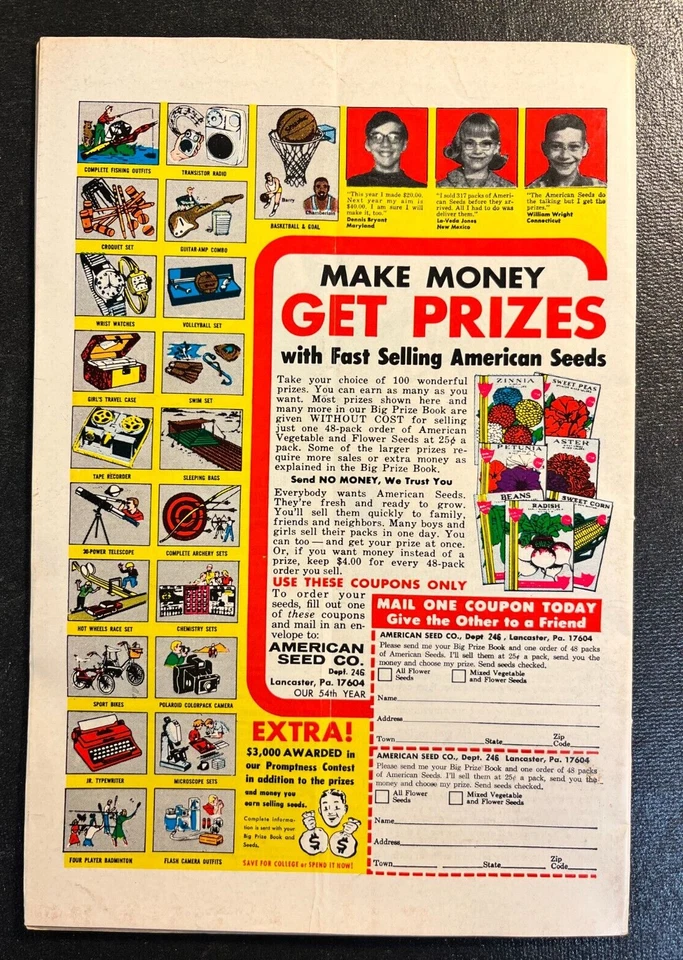 COMPLETE FISHING OUTFITS
TRANSISTOR RADIO
Barry
Chamberlain
BASKETBALL & GOAL
"This year I made $20.00.
Next year my aim is
$40.00. I am sure I will
make it, too."
Dennis Bryant
Maryland
"I sold 317 packs of Ameri-
can Seeds before they ar-
rived. All I had to do was
deliver them."
La-Veda Jones
New Mexico
"The American Seeds do
the talking but I get the
prizes."
William Wright
Connecticut
CROQUET SET
GUITAR-AMP COMBO
WRIST WATCHES
VOLLEYBALL SET
GIRL'S TRAVEL CASE
SWIM SET
TAPE RECORDER
SLEEPING BAGS
30-POWER TELESCOPE
COMPLETE ARCHERY SETS
HOT WHEELS RACE SET
CHEMISTRY SETS
SPORT BIKES
POLAROID COLORPACK CAMERA
JR. TYPEWRITER
MICROSCOPE SETS
FOUR PLAYER BADMINTON
FLASH CAMERA OUTFITS
MAKE MONEY
GET PRIZES
with Fast Selling American Seeds
Take your choice of 100 wonderful
prizes. You can earn as many as you
want. Most prizes shown here and
many more in our Big Prize Book are
given WITHOUT COST for selling
just one 48-pack order of American
Vegetable and Flower Seeds at 25¢ a
pack. Some of the larger prizes re-
quire more sales or extra money as
explained in the Big Prize Book.
Send NO MONEY, We Trust You
Everybody wants American Seeds.
They're fresh and ready to grow.
You'll sell them quickly to family,
friends and neighbors. Many boys and
girls sell their packs in one day. You
can too — and get your prize at once.
Or, if you want money instead of a
prize, keep $4.00 for every 48-pack
order you sell.
ZINNIA
SWEET PEAS
PETUNIA
ASTER
BEANS
RADISH
SWEET CORN
USE THESE COUPONS ONLY
To order your
seeds, fill out one
of these coupons
and mail in an en-
velope to:
AMERICAN
SEED CO.
Dept. 246
Lancaster, Pa. 17604
OUR 54th YEAR
MAIL ONE COUPON TODAY
Give the Other to a Friend
AMERICAN SEED CO., Dept 246 , Lancaster, Pa. 17604
Please send me your Big Prize Book and one order of 48 packs
of American Seeds. I'll sell them at 25¢ a pack, send you the
money and choose my prize. Send seeds checked.
All Flower
Seeds
Mixed Vegetable
and Flower Seeds
Name
Address
Town State Zip
Code
AMERICAN SEED CO., Dept. 246 Lancaster, Pa. 17604
Please send me your Big Prize Book and one order of 48 packs
of American Seeds. I'll sell them at 25¢ a pack, send you the
money and choose my prize. Send seeds checked.
All Flower
Seeds
Mixed Vegetable
and Flower Seeds
Name
Address
Town State Zip
Code
EXTRA!
$3,000 AWARDED in
our Promptness Contest
in addition to the prizes
and money you
earn selling seeds.
Complete informa-
tion is sent with your
Big Prize Book and
Seeds.
$ $
SAVE FOR COLLEGE or SPEND IT NOW!